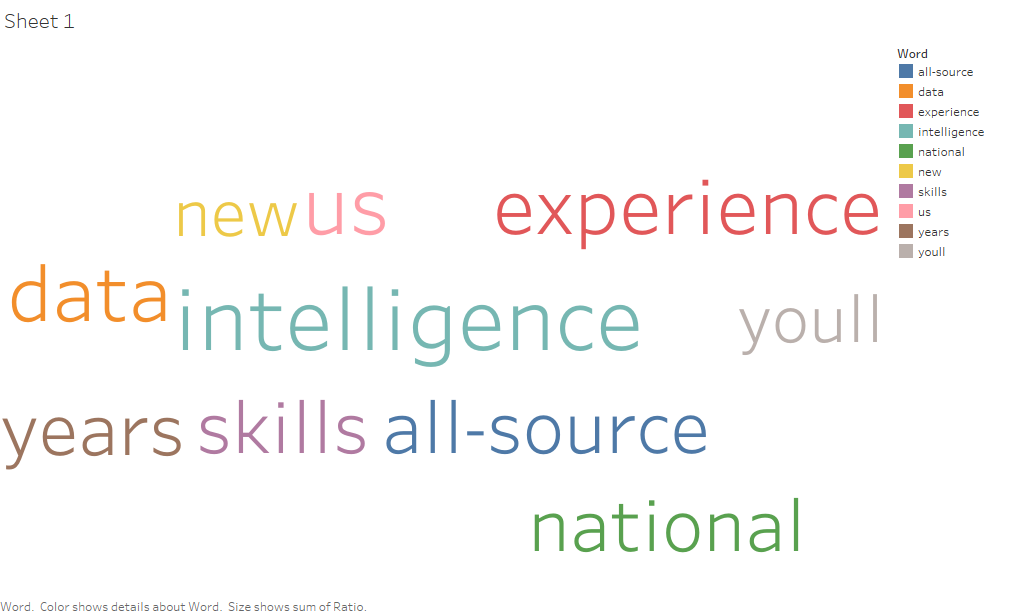 Sheet 1
Word
all-source
data
experience
intelligence
national
new
skills
us
years
youll
new us experience
data intelligence youll
years skills all-source
national
Word. Color shows details about Word. Size shows sum of Ratio.